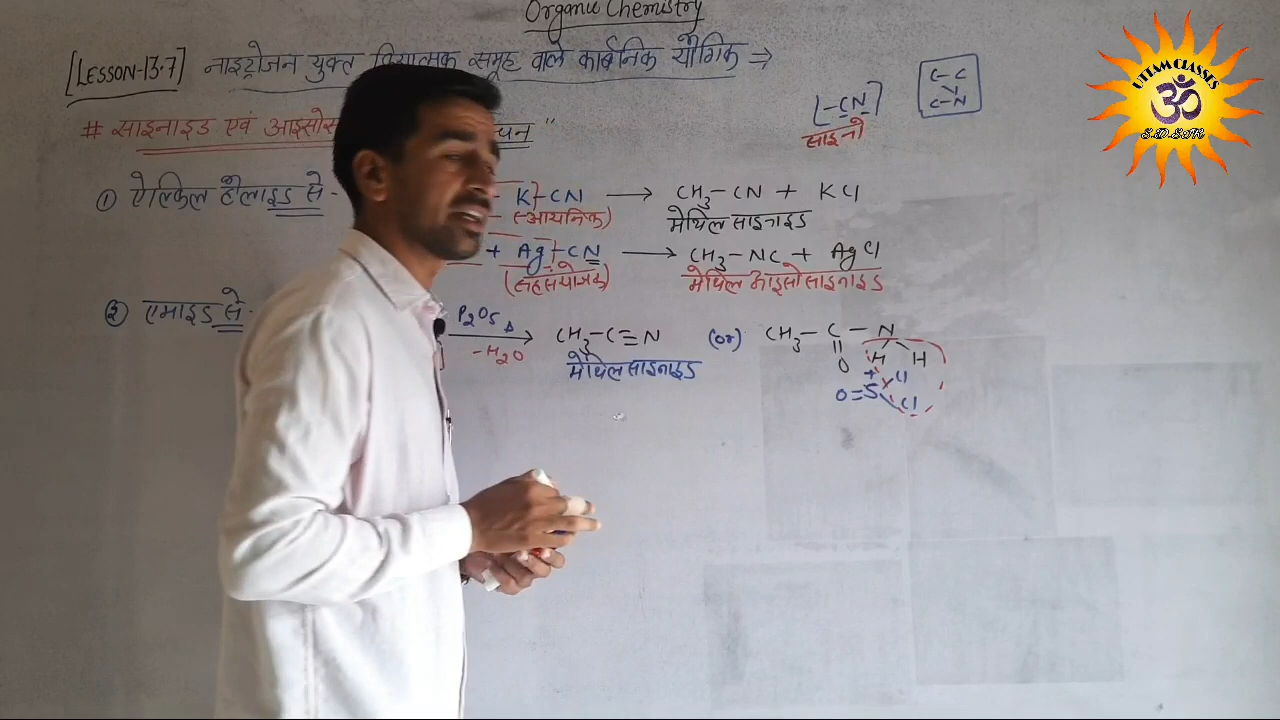 Organic Chemistry
[LESSON-13.7] नाइट्रोजन युक्त क्रियात्मक समूह वाले कार्बनिक यौगिक ⇒
# साइनाइड एवं
"
[-CN]
साइनो
C-C
C-N
UTTAM CLASSES
ॐ
① ऐल्किल हैलाइड से -
K-CN ⟶ CH₃-CN + KCl
(आयनिक)
मेथिल साइनाइड
+ Ag-CN ⟶ CH₃-NC + AgCl
(सहसंयोजक)
मेथिल आइसोसाइनाइड
② एमाइड से -
P₂O₅ Δ
-H₂O
CH₃-C≡N (or) CH₃-C-N
मेथिल साइनाइड
O H H
+ Cl
O=S
Cl